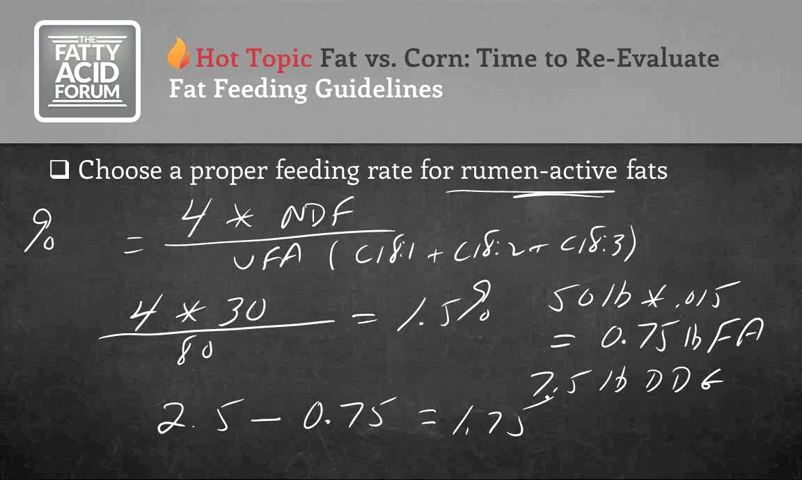 THE
FATTY
ACID
FORUM
Hot Topic Fat vs. Corn: Time to Re-Evaluate
Fat Feeding Guidelines
❑ Choose a proper feeding rate for rumen-active fats
% = 4 * NDF / UFA (C18:1 + C18:2 + C18:3)
4 * 30 / 80 = 1.5%
50 lb * .015
= 0.75 lb FA
7.5 lb DDG
2.5 - 0.75 = 1.75